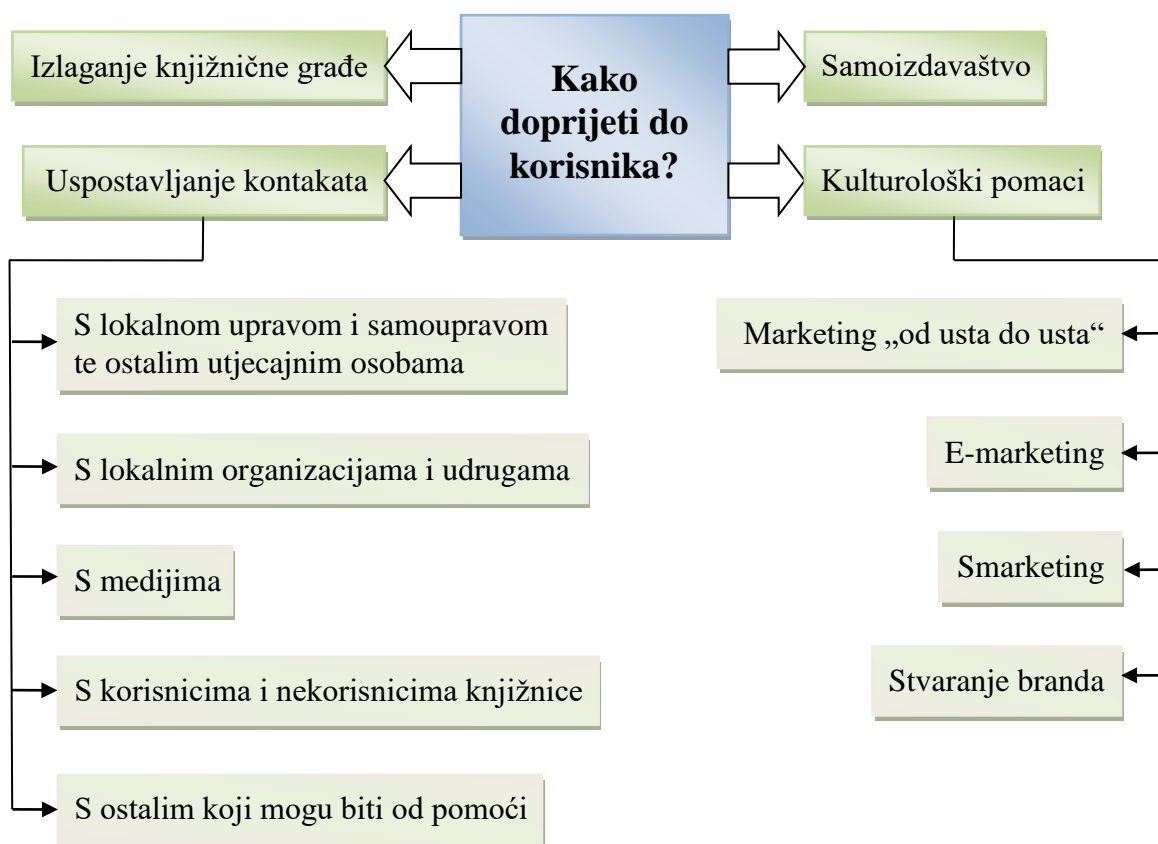 Kako
doprijeti do
korisnika?
Izlaganje knjižnične građe
Samoizdavaštvo
Uspostavljanje kontakata
Kulturološki pomaci
S lokalnom upravom i samoupravom
te ostalim utjecajnim osobama
S lokalnim organizacijama i udrugama
S medijima
S korisnicima i nekorisnicima knjižnice
S ostalim koji mogu biti od pomoći
Marketing „od usta do usta“
E-marketing
Smarketing
Stvaranje branda